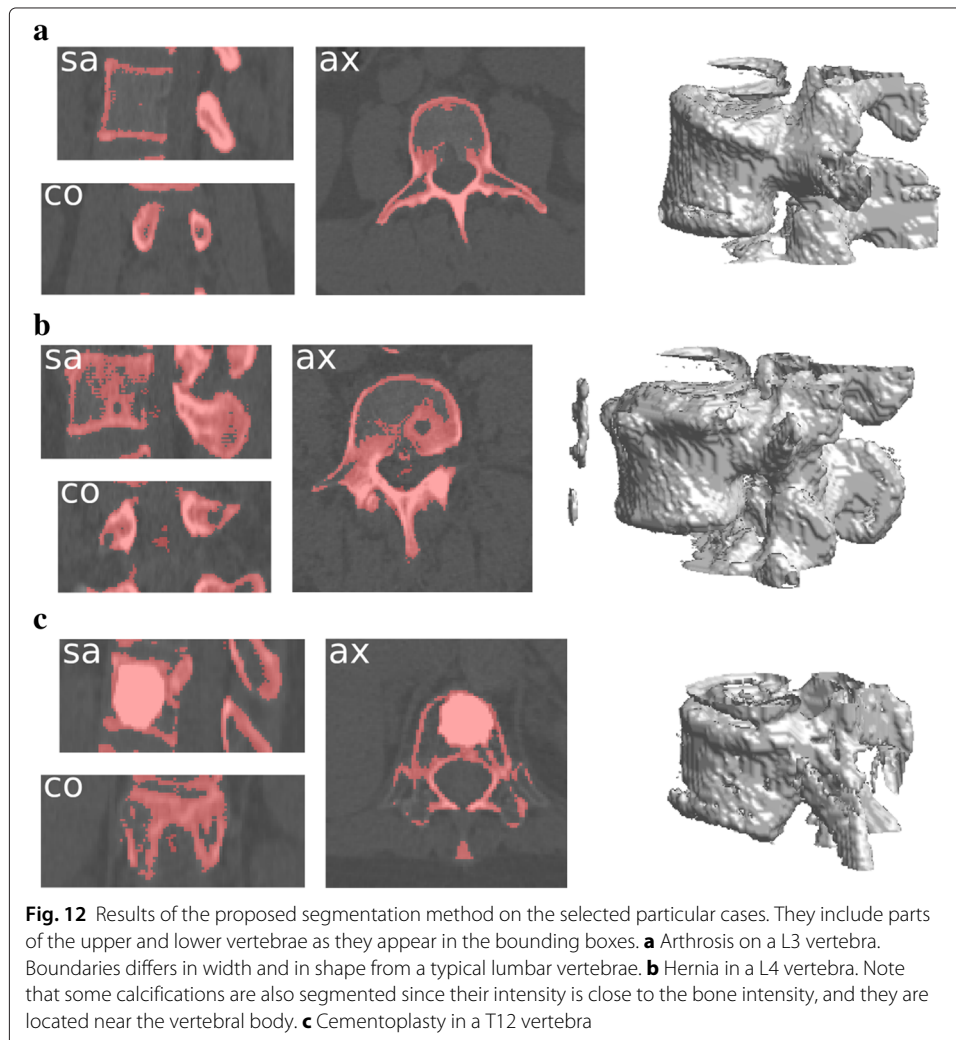 a
sa
ax
co
b
sa
ax
co
c
sa
ax
co
Fig. 12 Results of the proposed segmentation method on the selected particular cases. They include parts
of the upper and lower vertebrae as they appear in the bounding boxes. a Arthrosis on a L3 vertebra.
Boundaries differs in width and in shape from a typical lumbar vertebrae. b Hernia in a L4 vertebra. Note
that some calcifications are also segmented since their intensity is close to the bone intensity, and they are
located near the vertebral body. c Cementoplasty in a T12 vertebra